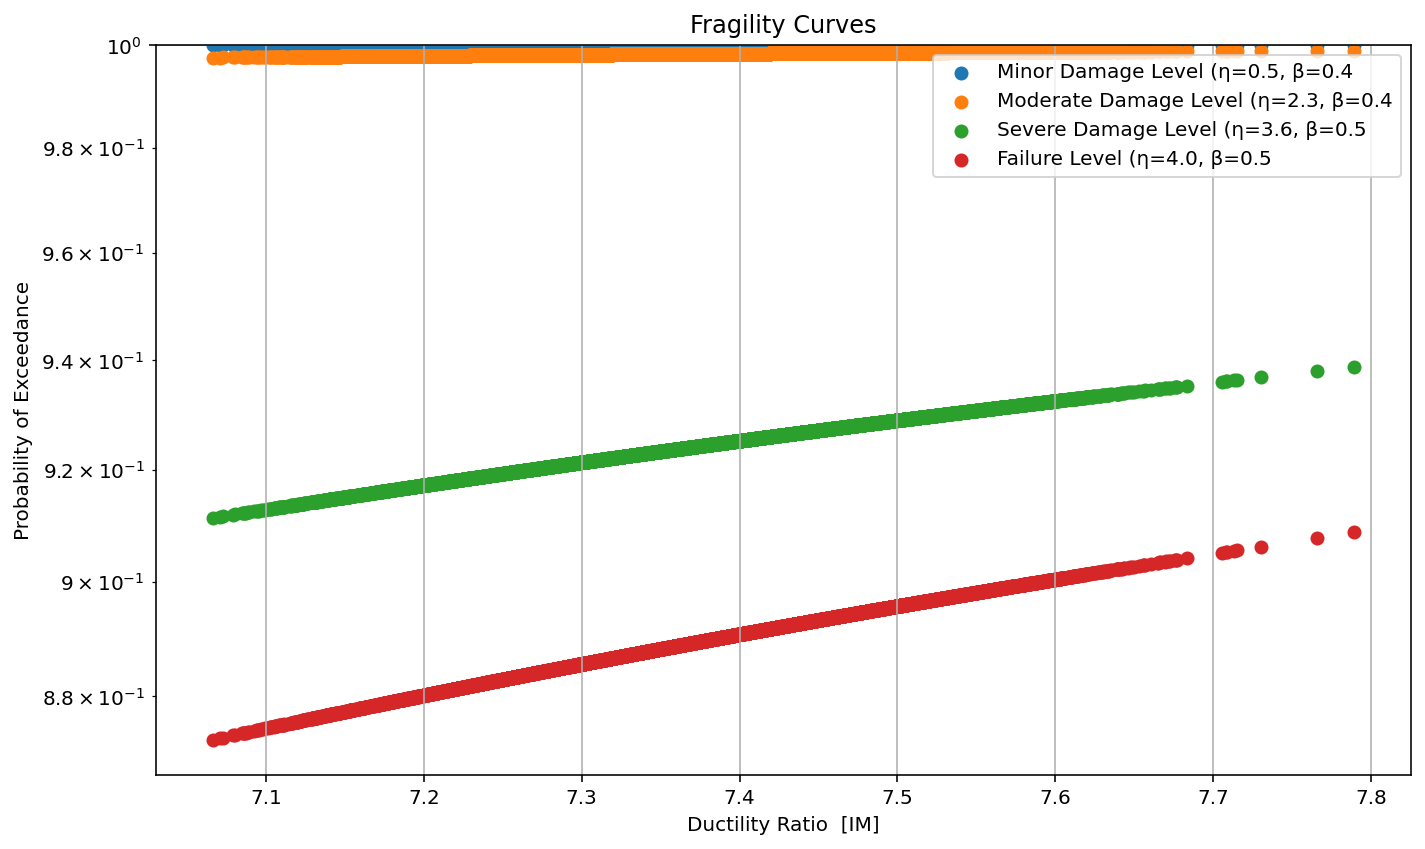 Fragility Curves
10⁰
9.8 × 10⁻¹
9.6 × 10⁻¹
9.4 × 10⁻¹
9.2 × 10⁻¹
9 × 10⁻¹
8.8 × 10⁻¹
Probability of Exceedance
Minor Damage Level (η=0.5, β=0.4
Moderate Damage Level (η=2.3, β=0.4
Severe Damage Level (η=3.6, β=0.5
Failure Level (η=4.0, β=0.5
7.1 7.2 7.3 7.4 7.5 7.6 7.7 7.8
Ductility Ratio  [IM]